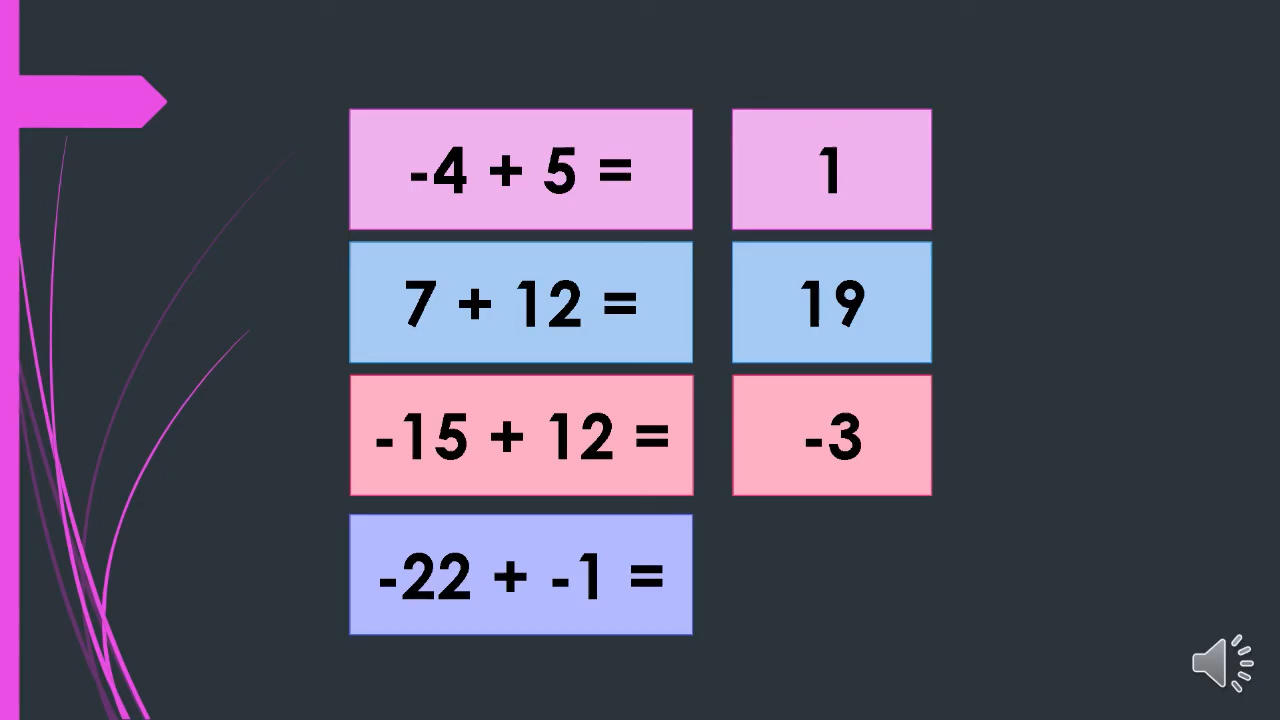 -4 + 5 = 1
7 + 12 = 19
-15 + 12 = -3
-22 + -1 =